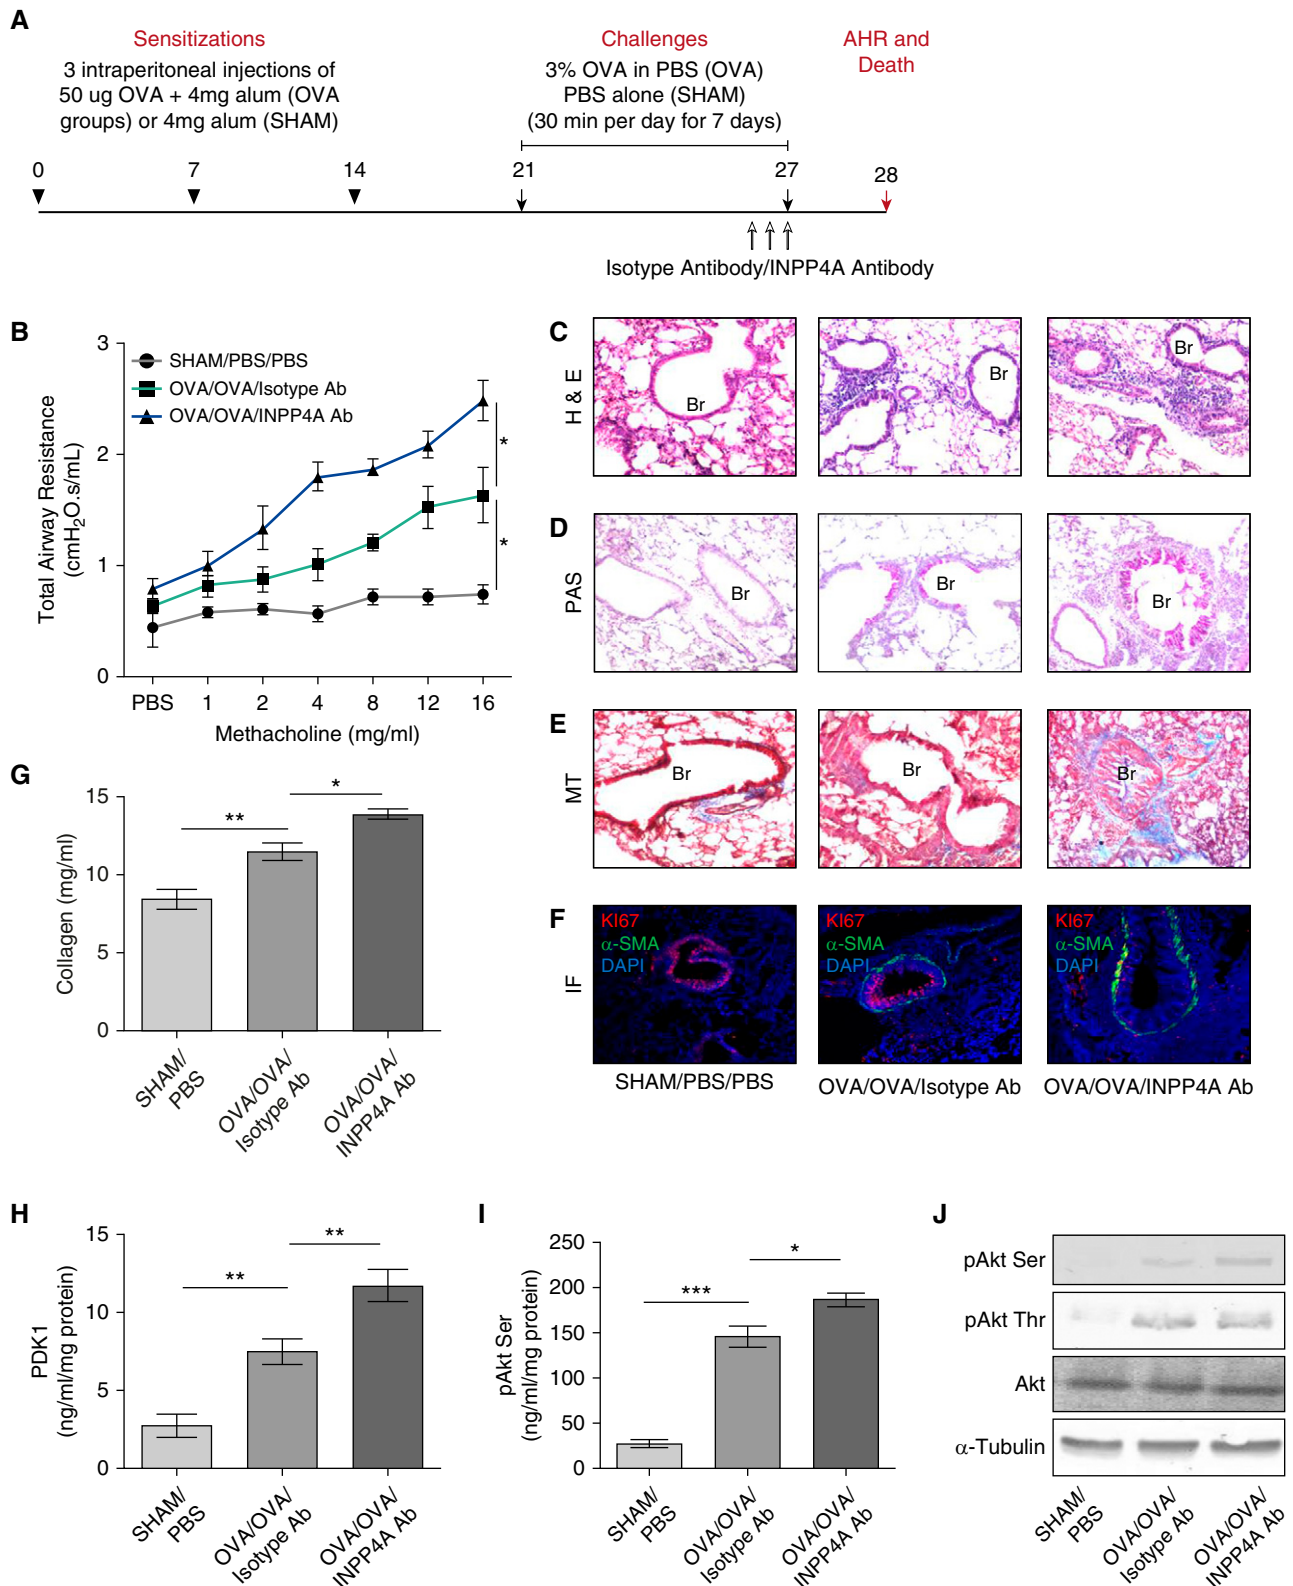 A
Sensitizations
3 intraperitoneal injections of
50 ug OVA + 4mg alum (OVA
groups) or 4mg alum (SHAM)
Challenges
3% OVA in PBS (OVA)
PBS alone (SHAM)
(30 min per day for 7 days)
AHR and
Death
0 7 14 21 27 28
Isotype Antibody/INPP4A Antibody
B
Total Airway Resistance
(cmH2O.s/mL)
3
2
1
0
SHAM/PBS/PBS
OVA/OVA/Isotype Ab
OVA/OVA/INPP4A Ab
*
*
PBS 1 2 4 8 12 16
Methacholine (mg/ml)
C
H & E
Br
Br
Br
D
PAS
Br
Br
Br
E
MT
Br
Br
Br
F
IF
KI67
α-SMA
DAPI
KI67
α-SMA
DAPI
KI67
α-SMA
DAPI
SHAM/PBS/PBS
OVA/OVA/Isotype Ab
OVA/OVA/INPP4A Ab
G
Collagen (mg/ml)
15
10
5
0
**
*
SHAM/
PBS
OVA/OVA/
Isotype Ab
OVA/OVA/
INPP4A Ab
H
PDK1
(ng/ml/mg protein)
15
10
5
0
**
**
SHAM/
PBS
OVA/OVA/
Isotype Ab
OVA/OVA/
INPP4A Ab
I
pAkt Ser
(ng/ml/mg protein)
250
200
150
100
50
0
***
*
SHAM/
PBS
OVA/OVA/
Isotype Ab
OVA/OVA/
INPP4A Ab
J
pAkt Ser
pAkt Thr
Akt
α-Tubulin
SHAM/
PBS
OVA/OVA/
Isotype Ab
OVA/OVA/
INPP4A Ab